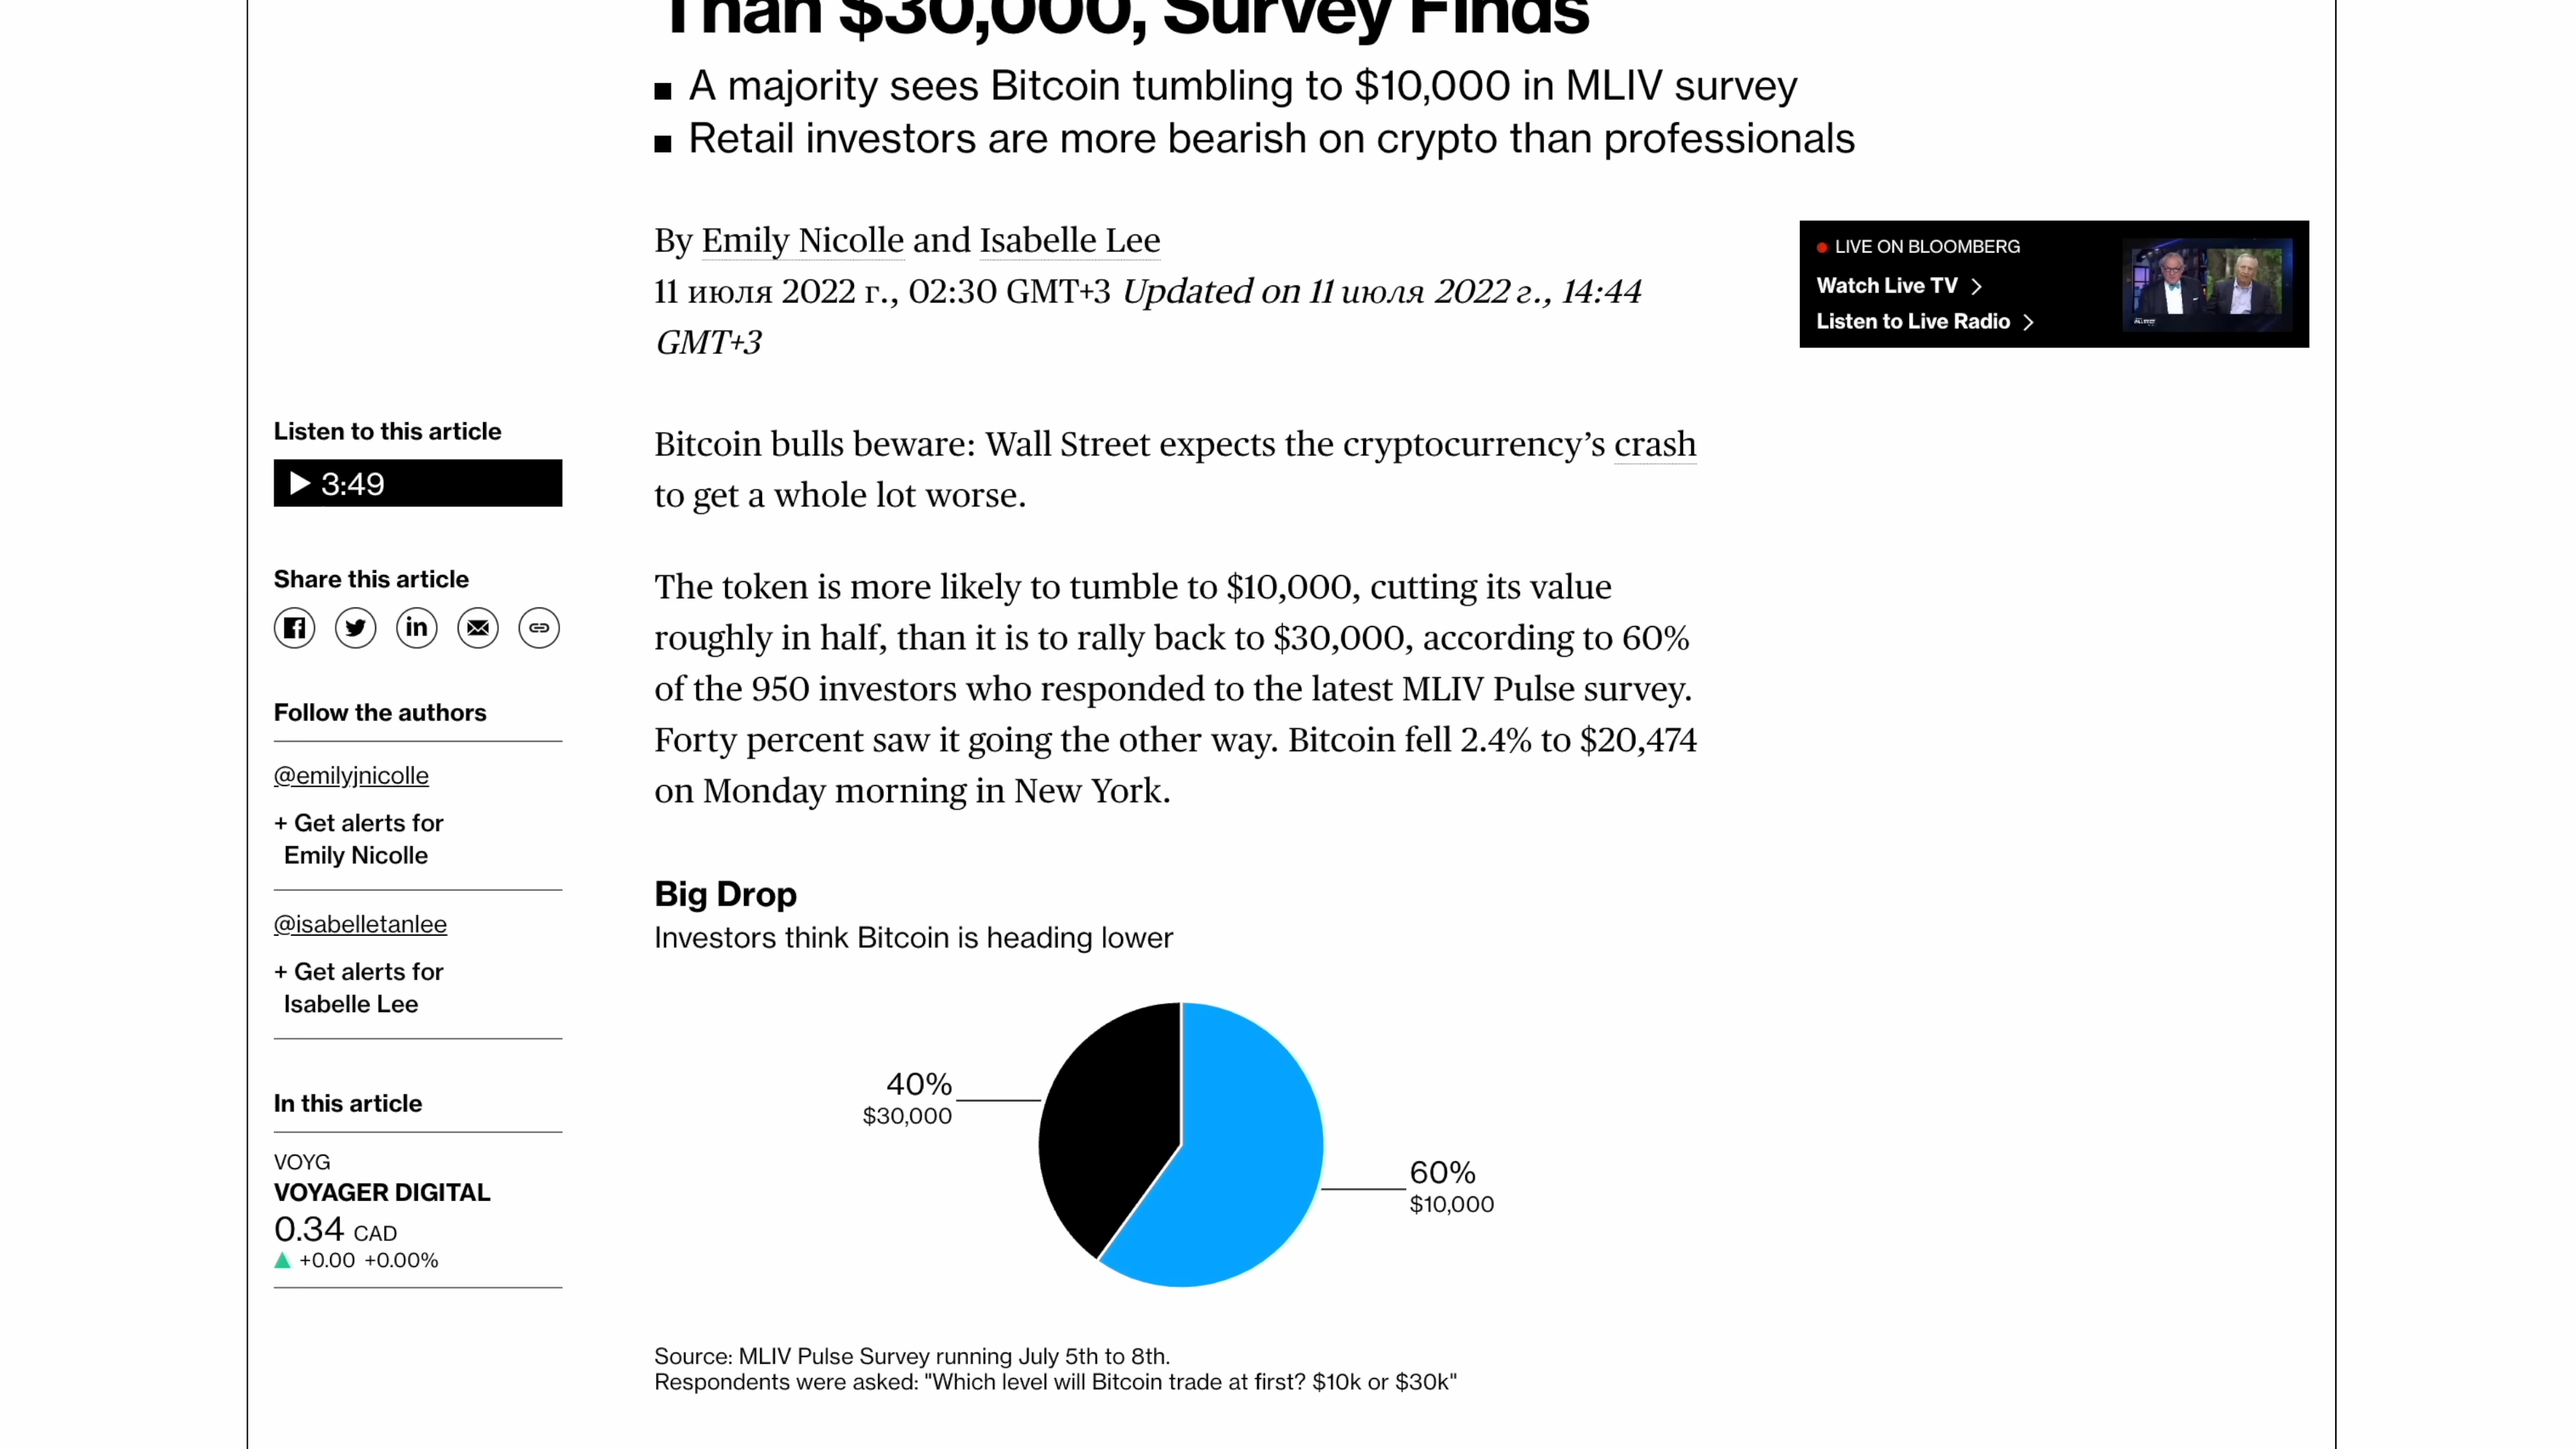 Than $30,000, Survey Finds
A majority sees Bitcoin tumbling to $10,000 in MLIV survey
Retail investors are more bearish on crypto than professionals
By Emily Nicolle and Isabelle Lee
11 июля 2022 г., 02:30 GMT+3 Updated on 11 июля 2022 г., 14:44
GMT+3
LIVE ON BLOOMBERG
Watch Live TV
Listen to Live Radio
Listen to this article
3:49
Share this article
Follow the authors
@emilyjnicolle
+ Get alerts for
Emily Nicolle
@isabelletanlee
+ Get alerts for
Isabelle Lee
In this article
VOYG
VOYAGER DIGITAL
0.34 CAD
+0.00 +0.00%
Bitcoin bulls beware: Wall Street expects the cryptocurrency’s crash
to get a whole lot worse.
The token is more likely to tumble to $10,000, cutting its value
roughly in half, than it is to rally back to $30,000, according to 60%
of the 950 investors who responded to the latest MLIV Pulse survey.
Forty percent saw it going the other way. Bitcoin fell 2.4% to $20,474
on Monday morning in New York.
Big Drop
Investors think Bitcoin is heading lower
40%
$30,000
60%
$10,000
Source: MLIV Pulse Survey running July 5th to 8th.
Respondents were asked: "Which level will Bitcoin trade at first? $10k or $30k"